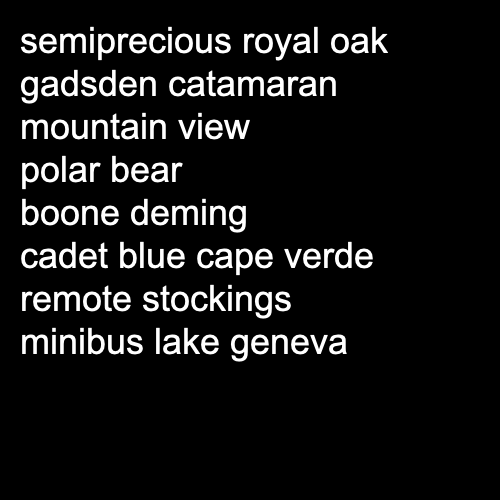 semiprecious royal oak
gadsden catamaran
mountain view
polar bear
boone deming
cadet blue cape verde
remote stockings
minibus lake geneva